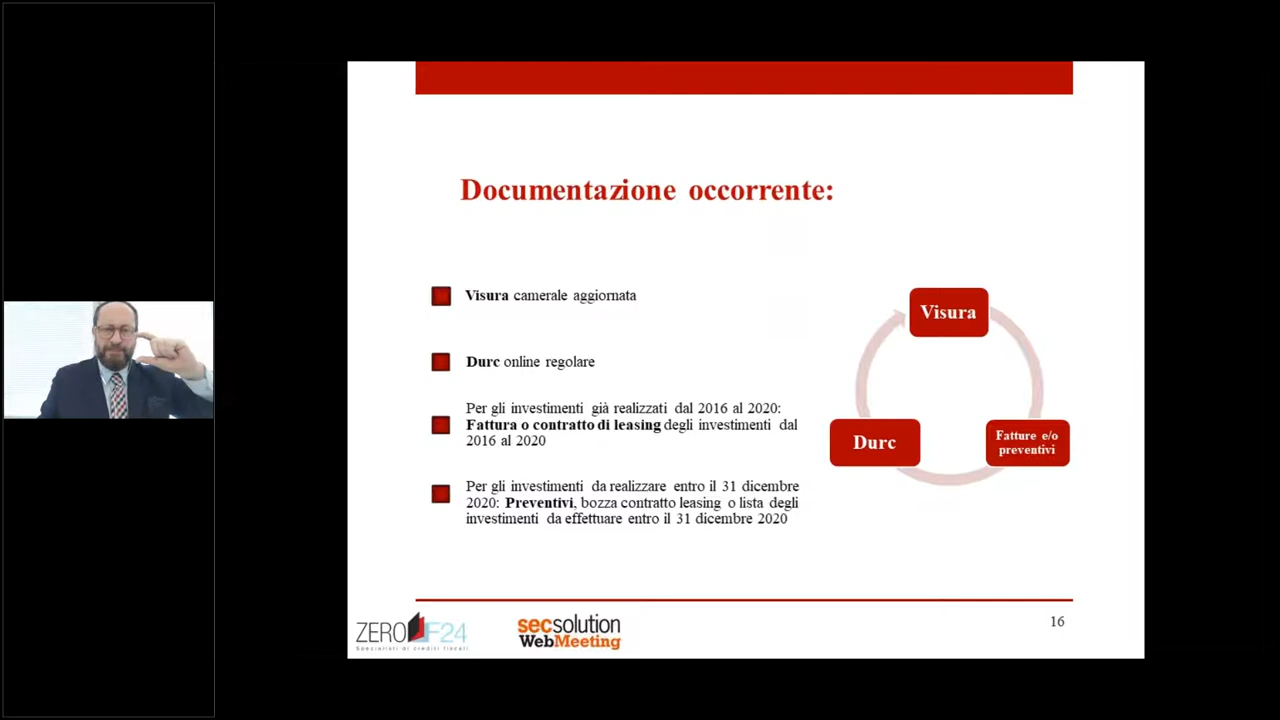 Documentazione occorrente:
Visura camerale aggiornata
Durc online regolare
Per gli investimenti già realizzati dal 2016 al 2020:
Fattura o contratto di leasing degli investimenti dal
2016 al 2020
Per gli investimenti da realizzare entro il 31 dicembre
2020: Preventivi, bozza contratto leasing o lista degli
investimenti da effettuare entro il 31 dicembre 2020
Visura
Durc
Fatture e/o
preventivi
ZERO F24
Specialisti di crediti fiscali
secsolution
WebMeeting
16